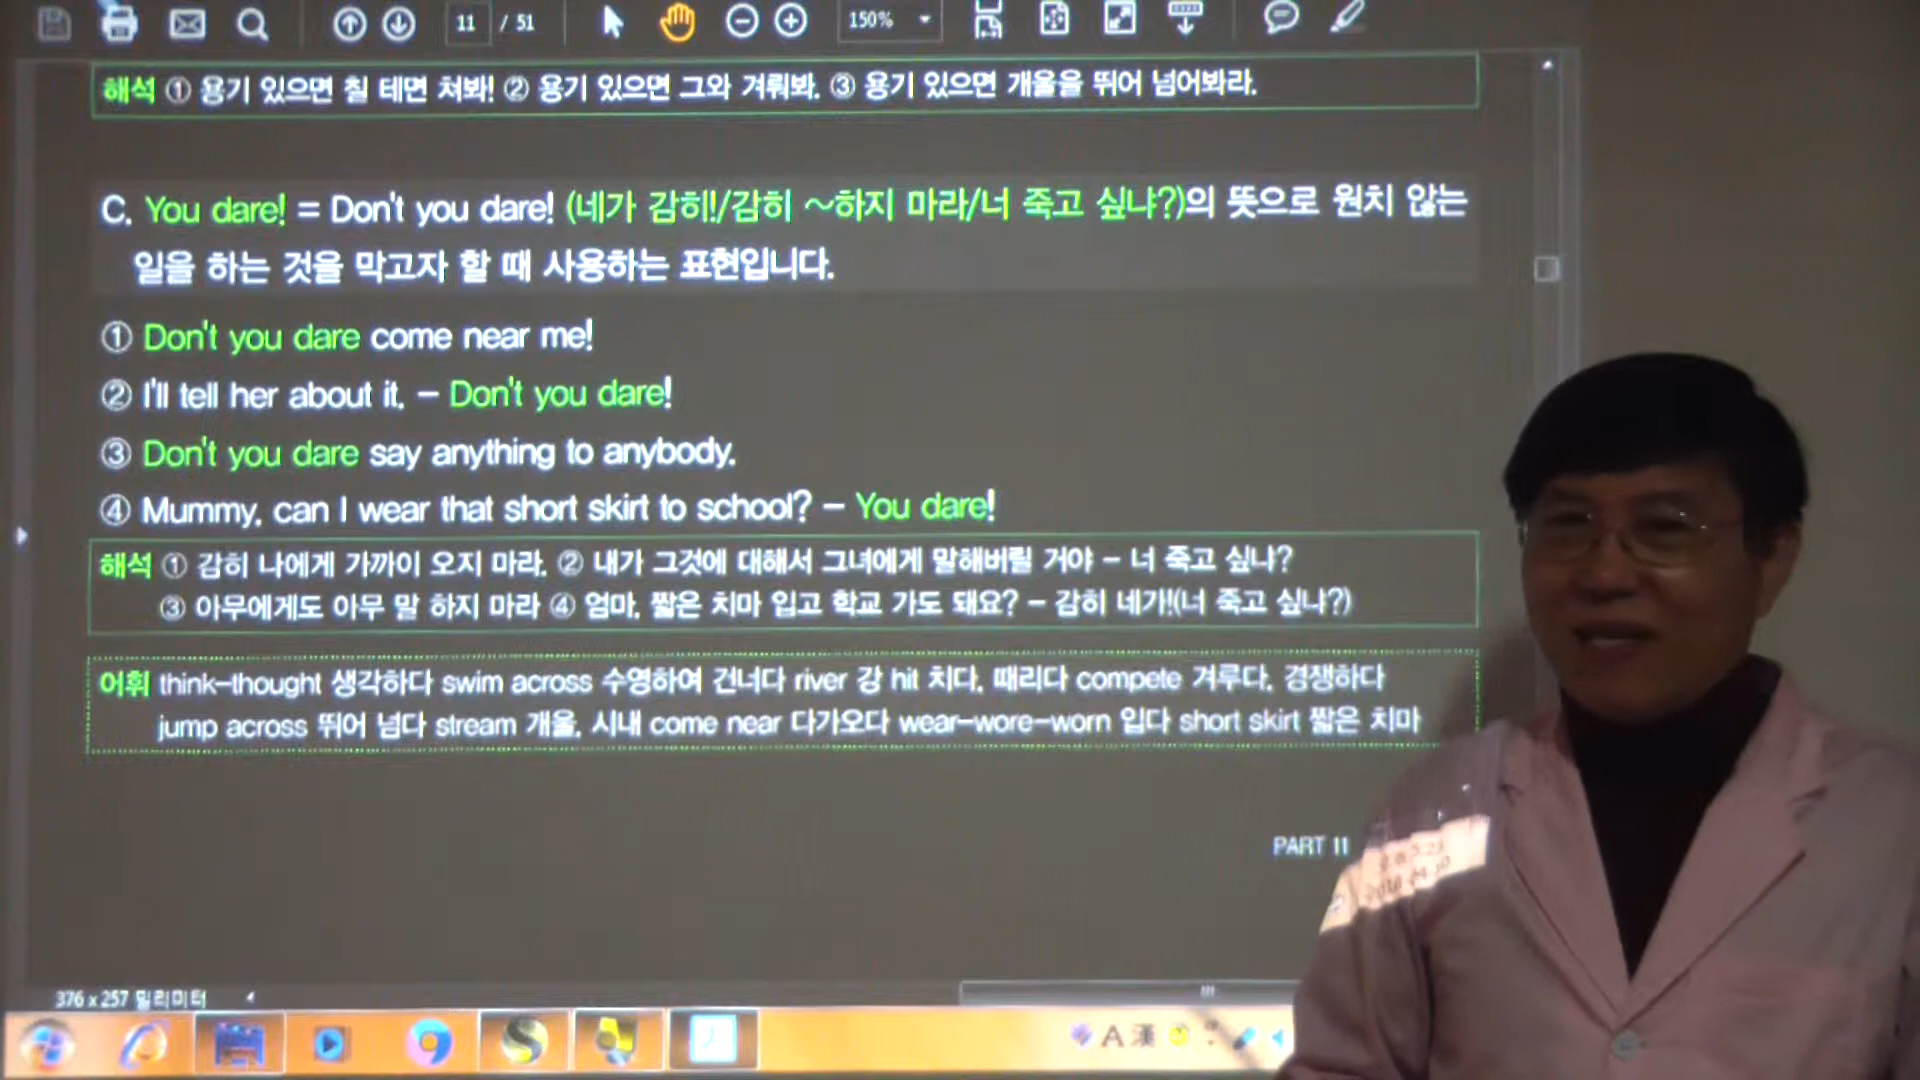 11 / 51 150%
해석 ① 용기 있으면 칠 테면 쳐봐! ② 용기 있으면 그와 겨뤄봐. ③ 용기 있으면 개울을 뛰어 넘어봐라.
C. You dare! = Don't you dare! (네가 감히!/감히 ~하지 마라/너 죽고 싶냐?)의 뜻으로 원치 않는
일을 하는 것을 막고자 할 때 사용하는 표현입니다.
① Don't you dare come near me!
② I'll tell her about it. – Don't you dare!
③ Don't you dare say anything to anybody.
④ Mummy, can I wear that short skirt to school? – You dare!
해석 ① 감히 나에게 가까이 오지 마라. ② 내가 그것에 대해서 그녀에게 말해버릴 거야 – 너 죽고 싶냐?
③ 아무에게도 아무 말 하지 마라 ④ 엄마, 짧은 치마 입고 학교 가도 돼요? – 감히 네가!(너 죽고 싶냐?)
어휘 think–thought 생각하다 swim across 수영하여 건너다 river 강 hit 치다, 때리다 compete 겨루다, 경쟁하다
jump across 뛰어 넘다 stream 개울, 시내 come near 다가오다 wear–wore–worn 입다 short skirt 짧은 치마
PART 11
376 x 257 밀리미터
A 漢